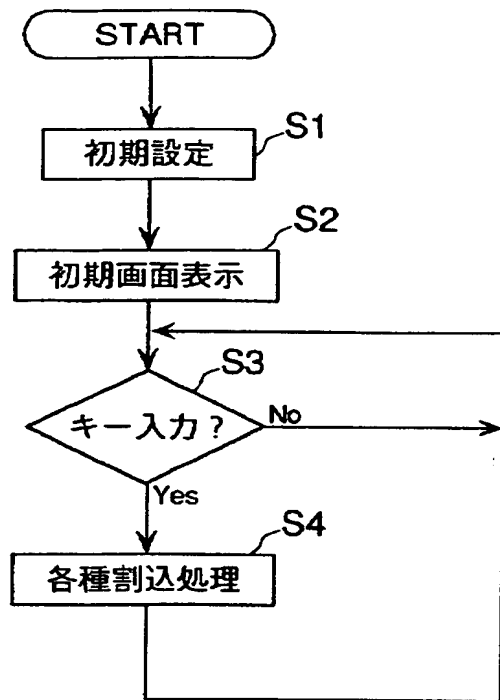 START
S1
初期設定
S2
初期画面表示
S3
キー入力？
No
Yes
S4
各種割込処理